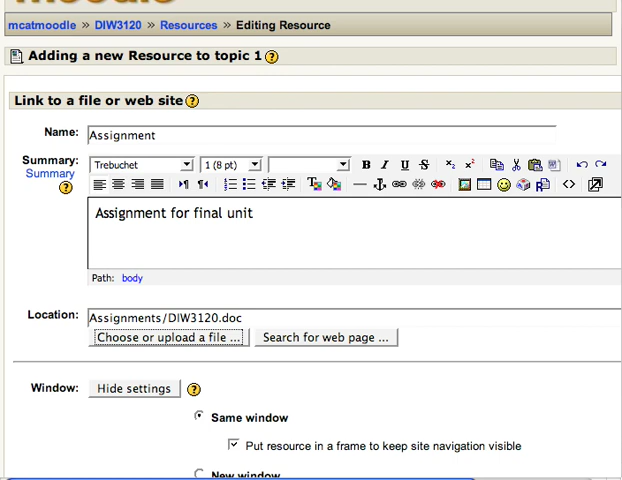 moodle
mcatmoodle » DIW3120 » Resources » Editing Resource
Adding a new Resource to topic 1 ?
Link to a file or web site ?
Name: Assignment
Summary: Trebuchet 1 (8 pt) B I U S x₂ x²
Summary ?
Assignment for final unit
Path: body
Location: Assignments/DIW3120.doc
Choose or upload a file ... Search for web page ...
Window: Hide settings ?
Same window
Put resource in a frame to keep site navigation visible
New window